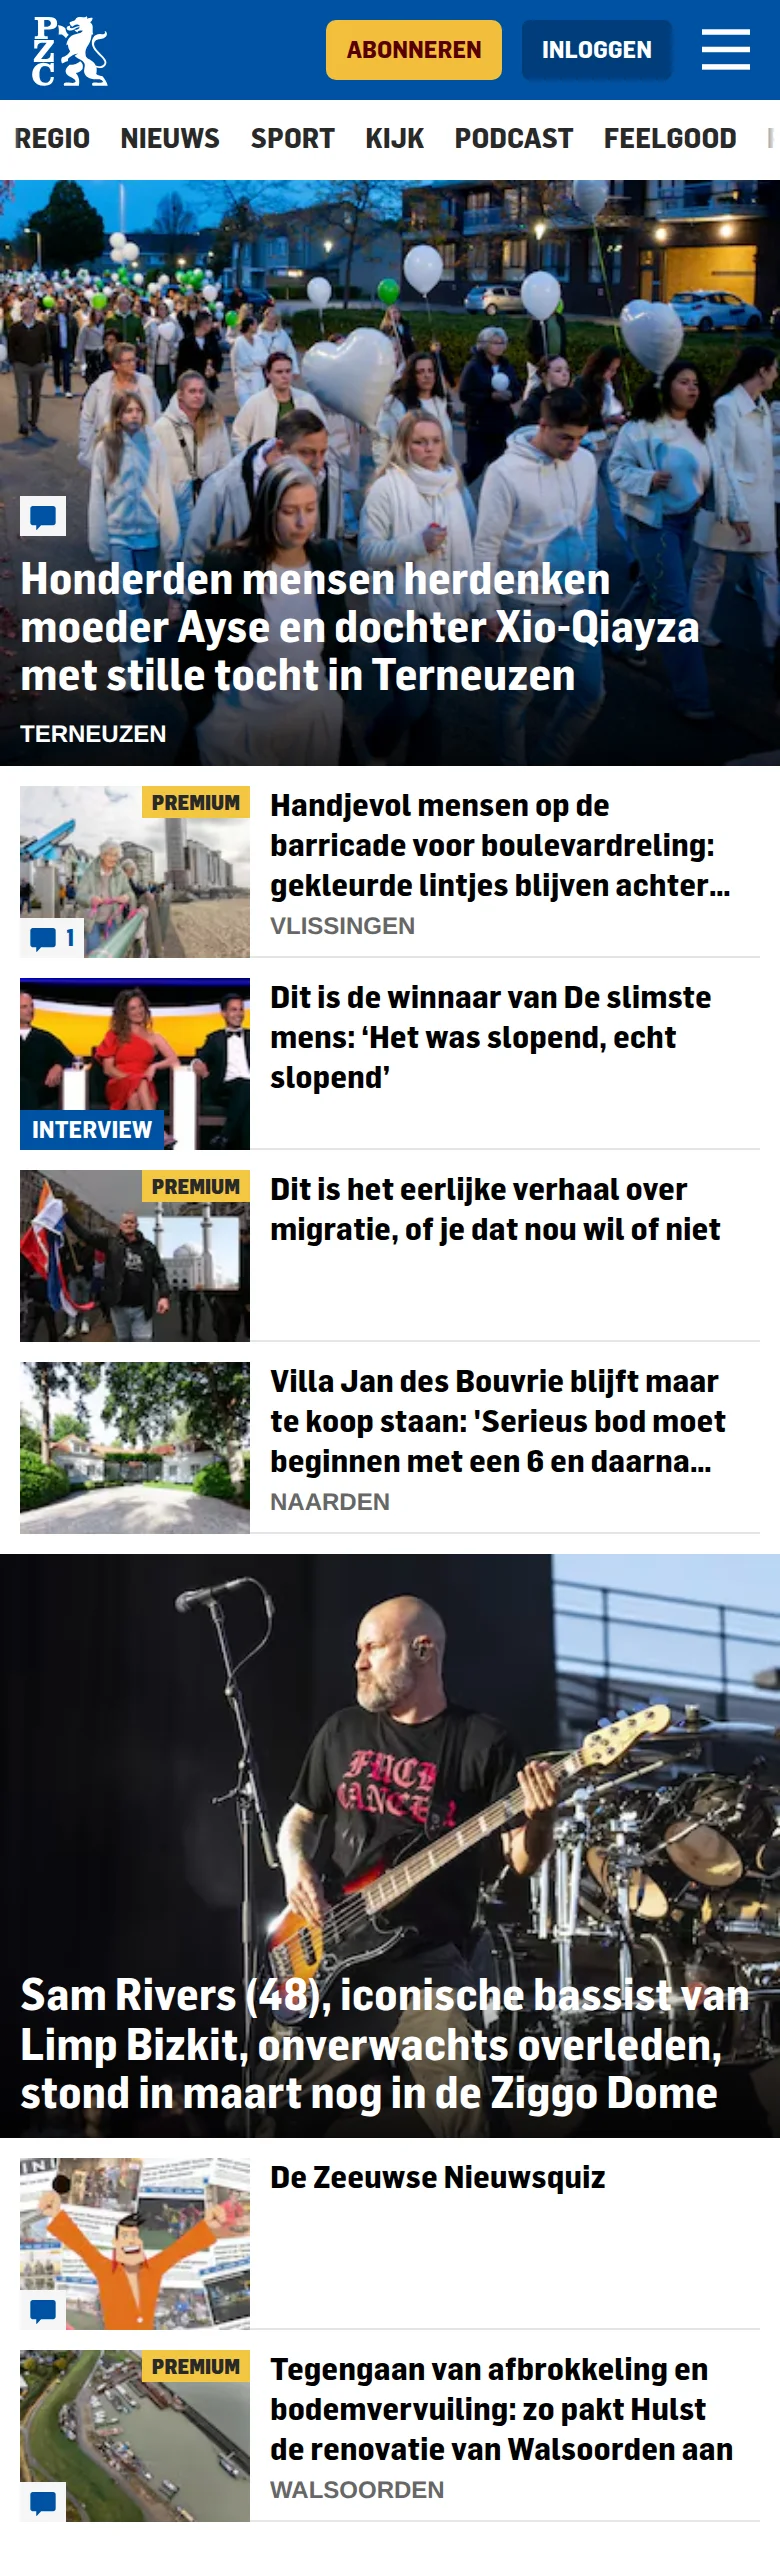 PZC
ABONNEREN
INLOGGEN
REGIO NIEUWS SPORT KIJK PODCAST FEELGOOD
Honderden mensen herdenken
moeder Ayse en dochter Xio-Qiayza
met stille tocht in Terneuzen
TERNEUZEN
PREMIUM
1
Handjevol mensen op de
barricade voor boulevardreling:
gekleurde lintjes blijven achter...
VLISSINGEN
INTERVIEW
Dit is de winnaar van De slimste
mens: ‘Het was slopend, echt
slopend’
PREMIUM
Dit is het eerlijke verhaal over
migratie, of je dat nou wil of niet
Villa Jan des Bouvrie blijft maar
te koop staan: 'Serieus bod moet
beginnen met een 6 en daarna...
NAARDEN
Sam Rivers (48), iconische bassist van
Limp Bizkit, onverwachts overleden,
stond in maart nog in de Ziggo Dome
De Zeeuwse Nieuwsquiz
PREMIUM
Tegengaan van afbrokkeling en
bodemvervuiling: zo pakt Hulst
de renovatie van Walsoorden aan
WALSOORDEN